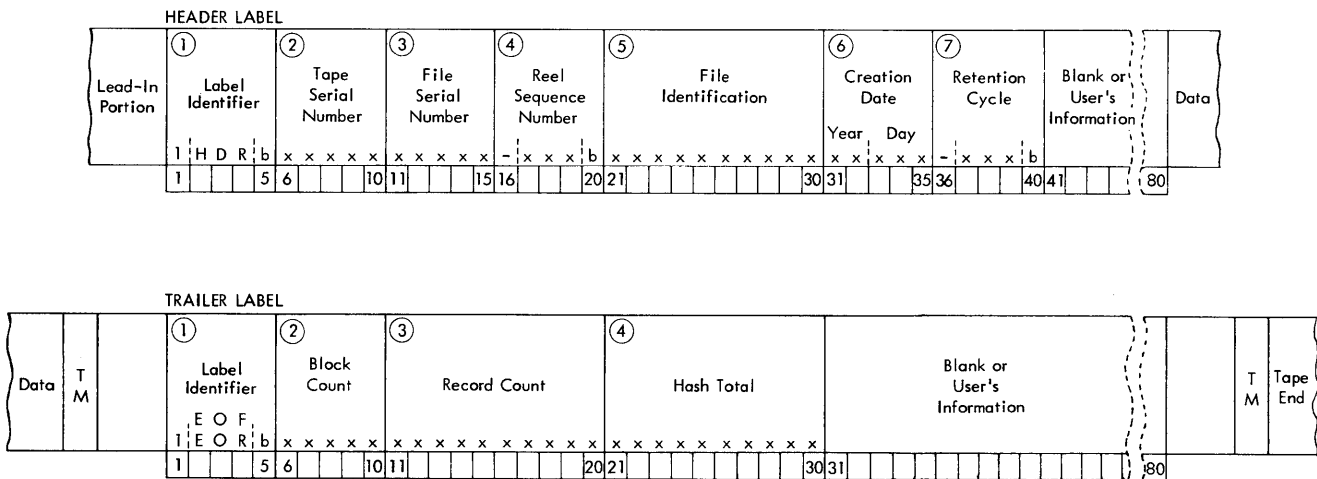 HEADER LABEL
① ② ③ ④ ⑤ ⑥ ⑦
Lead-In Portion
Label Identifier
Tape Serial Number
File Serial Number
Reel Sequence Number
File Identification
Creation Date
Year Day
Retention Cycle
Blank or User's Information
Data
1 H D R b x x x x x x x x x x - x x x b x x x x x x x x x x x x x x x - x x x b
1 5 6 10 11 15 16 20 21 30 31 35 36 40 41 80
TRAILER LABEL
① ② ③ ④
Data
T M
Label Identifier
Block Count
Record Count
Hash Total
Blank or User's Information
T M
Tape End
E O F
1 E O R b x x x x x x x x x x x x x x x x x x x x x x x x x
1 5 6 10 11 20 21 30 31 80